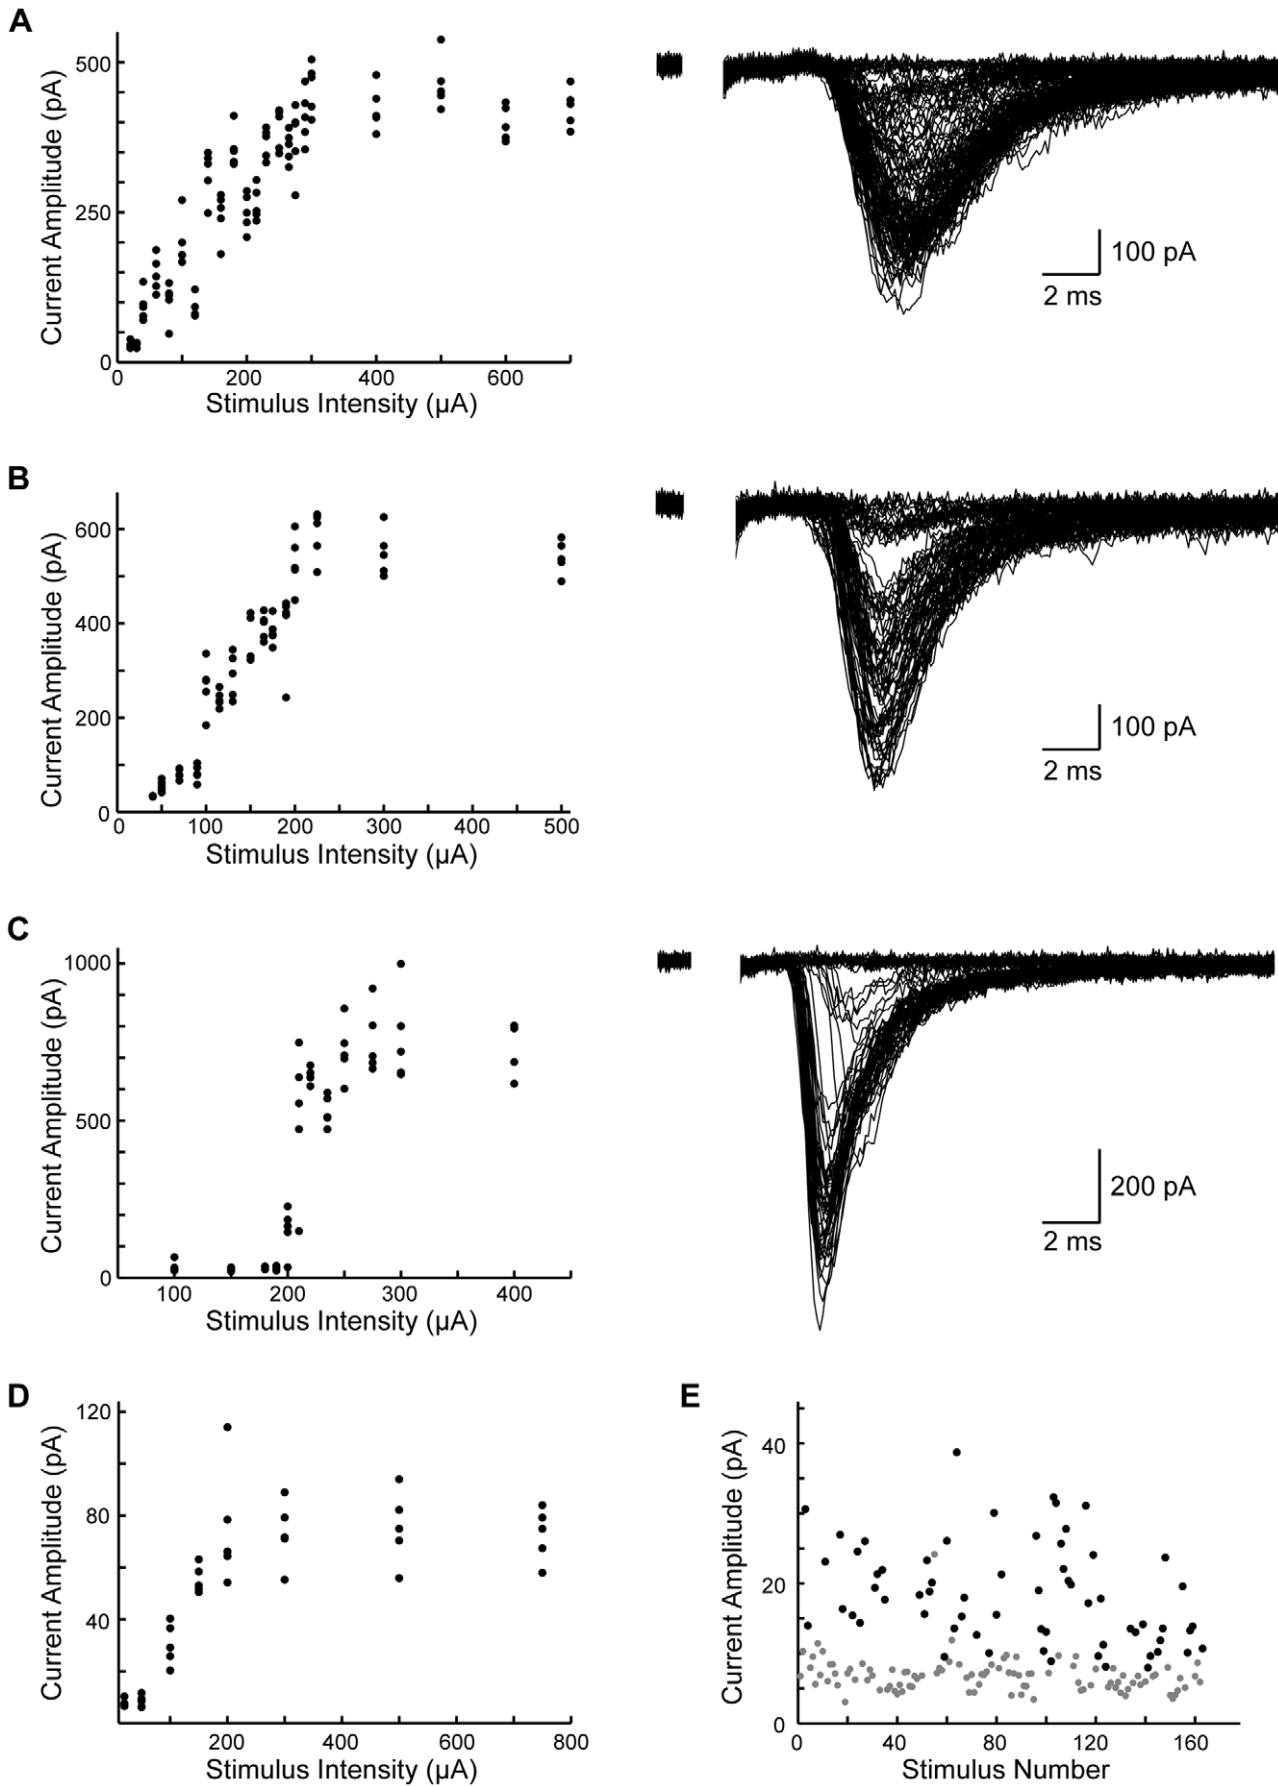 A
Current Amplitude (pA)
500
250
0
0 200 400 600
Stimulus Intensity (µA)
100 pA
2 ms
B
Current Amplitude (pA)
600
400
200
0
0 100 200 300 400 500
Stimulus Intensity (µA)
100 pA
2 ms
C
Current Amplitude (pA)
1000
500
0
100 200 300 400
Stimulus Intensity (µA)
200 pA
2 ms
D
Current Amplitude (pA)
120
80
40
200 400 600 800
Stimulus Intensity (µA)
E
Current Amplitude (pA)
40
20
0
0 40 80 120 160
Stimulus Number